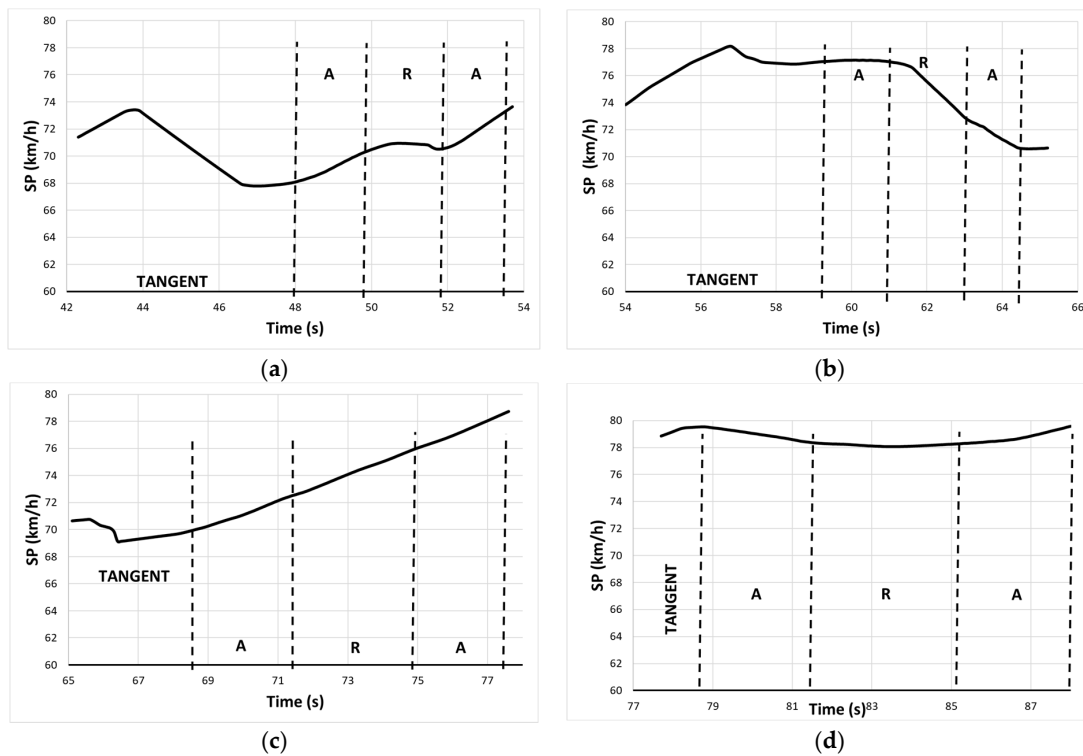 80
78
76
74
72
70
68
66
64
62
60
SP (km/h)
A R A
TANGENT
42 44 46 48 50 52 54
Time (s)
(a)
80
78
76
74
72
70
68
66
64
62
60
SP (km/h)
A R A
TANGENT
54 56 58 60 62 64 66
Time (s)
(b)
80
78
76
74
72
70
68
66
64
62
60
SP (km/h)
TANGENT
A R A
65 67 69 71 73 75 77
Time (s)
(c)
80
78
76
74
72
70
68
66
64
62
60
SP (km/h)
TANGENT
A R A
77 79 81 83 85 87
Time (s)
(d)